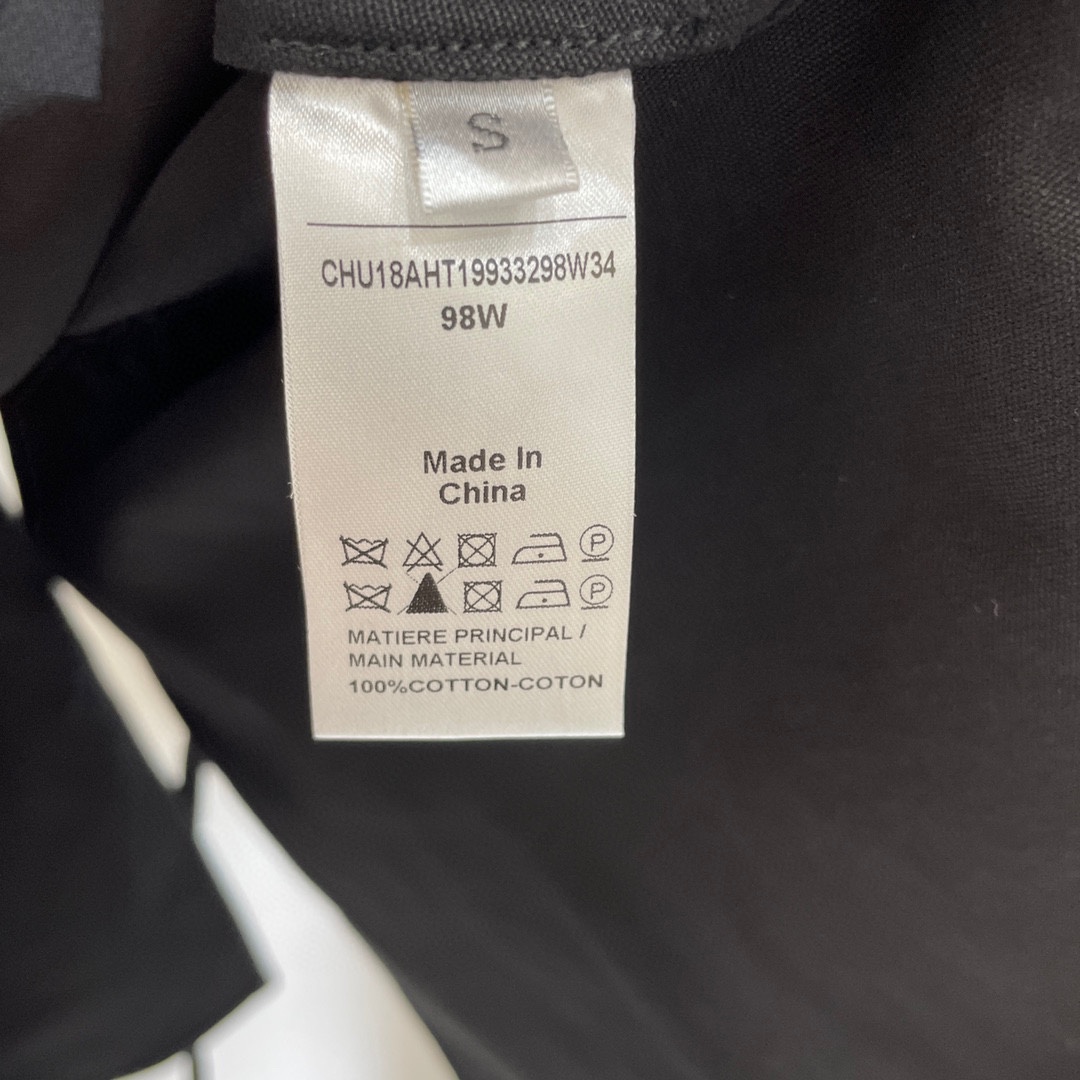 S
CHU18AHT19933298W34
98W
Made In
China
P
P
MATIERE PRINCIPAL /
MAIN MATERIAL
100%COTTON-COTON